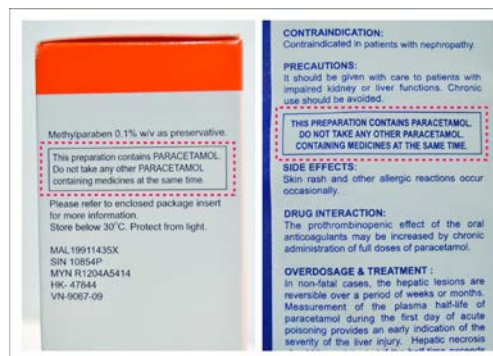 Methylparaben 0.1% w/v as preservative.
This preparation contains PARACETAMOL.
Do not take any other PARACETAMOL
containing medicines at the same time.
Please refer to enclosed package insert
for more information.
Store below 30°C. Protect from light.
MAL19911435X
SIN 10854P
MYN R1204A5414
HK- 47844
VN-9067-09
CONTRAINDICATION:
Contraindicated in patients with nephropathy.
PRECAUTIONS:
It should be given with care to patients with
impaired kidney or liver functions. Chronic
use should be avoided.
THIS PREPARATION CONTAINS PARACETAMOL.
DO NOT TAKE ANY OTHER PARACETAMOL.
CONTAINING MEDICINES AT THE SAME TIME.
SIDE EFFECTS:
Skin rash and other allergic reactions occur
occasionally.
DRUG INTERACTION:
The prothrombinopenic effect of the oral
anticoagulants may be increased by chronic
administration of full doses of paracetamol.
OVERDOSAGE & TREATMENT :
In non-fatal cases, the hepatic lesions are
reversible over a period of weeks or months.
Measurement of the plasma half-life of
paracetamol during the first day of acute
poisoning provides an early indication of the
severity of the liver injury. Hepatic necrosis